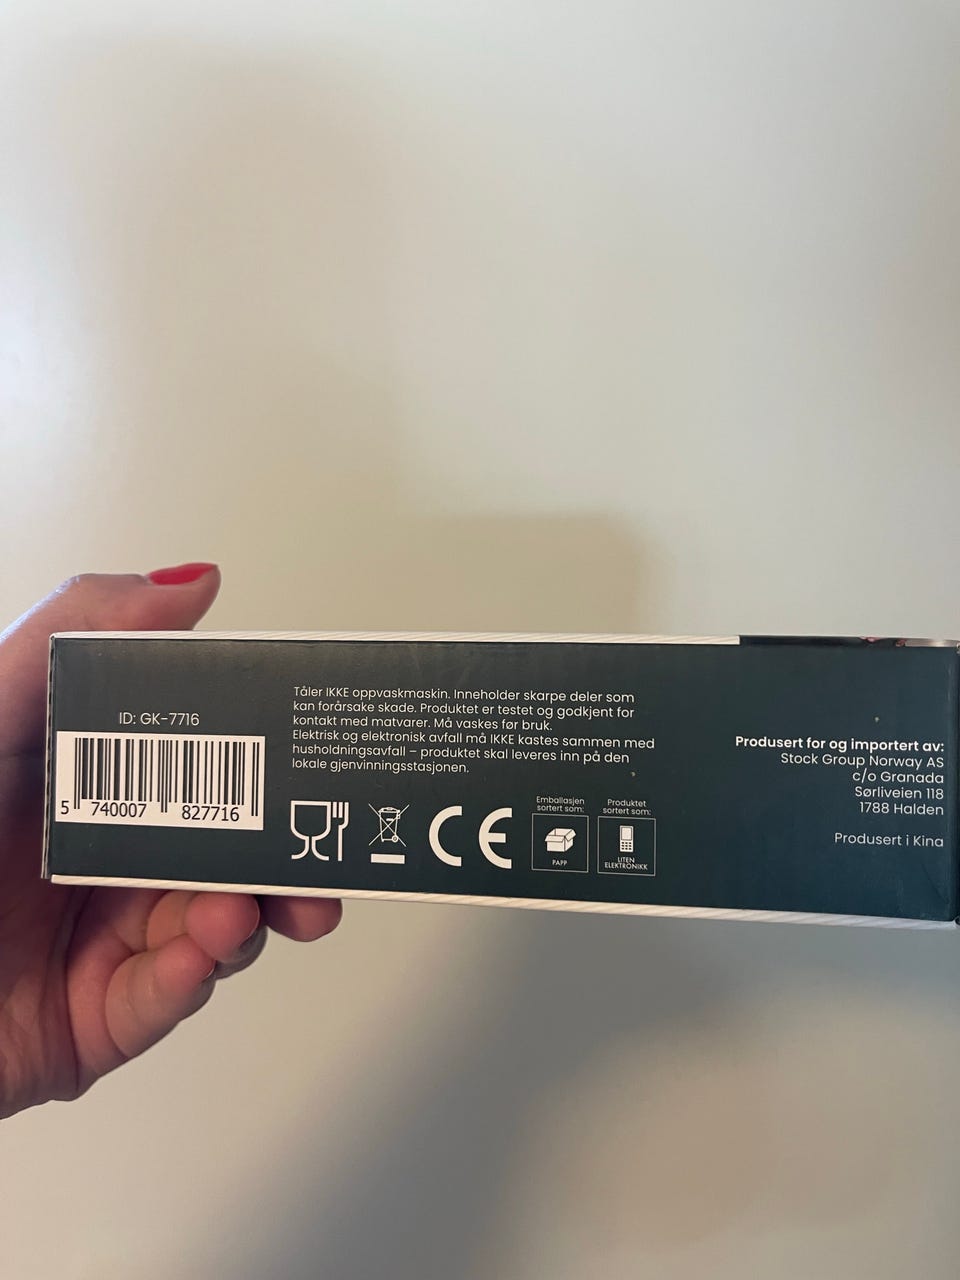 ID: GK-7716
5 740007 827716
Tåler IKKE oppvaskmaskin. Inneholder skarpe deler som
kan forårsake skade. Produktet er testet og godkjent for
kontakt med matvarer. Må vaskes før bruk.
Elektrisk og elektronisk avfall må IKKE kastes sammen med
husholdningsavfall – produktet skal leveres inn på den
lokale gjenvinningsstasjonen.
CE
Emballasjen
sortert som:
PAPP
Produktet
sortert som:
LITEN
ELEKTRONIKK
Produsert for og importert av:
Stock Group Norway AS
c/o Granada
Sørliveien 118
1788 Halden
Produsert i Kina